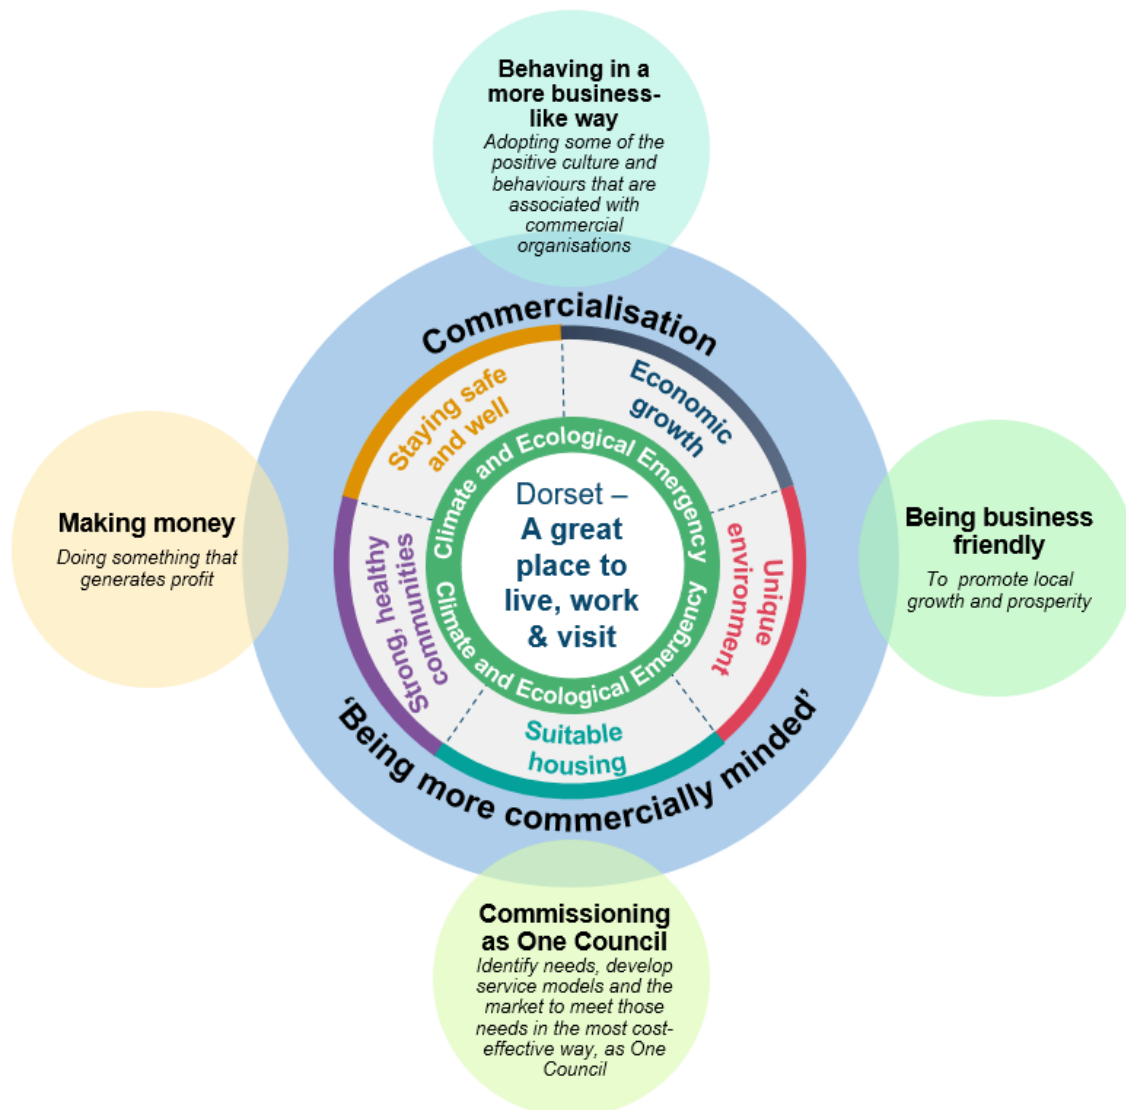 Behaving in a
more business-
like way
Adopting some of the
positive culture and
behaviours that are
associated with
commercial
organisations
Commercialisation
Staying safe
and well
Economic
growth
Climate and Ecological Emergency
Making money
Doing something that
generates profit
Strong, healthy
communities
Dorset –
A great
place to
live, work
& visit
Unique
environment
Being business
friendly
To promote local
growth and prosperity
Climate and Ecological Emergency
Suitable
housing
‘Being more commercially minded’
Commissioning
as One Council
Identify needs, develop
service models and the
market to meet those
needs in the most cost-
effective way, as One
Council